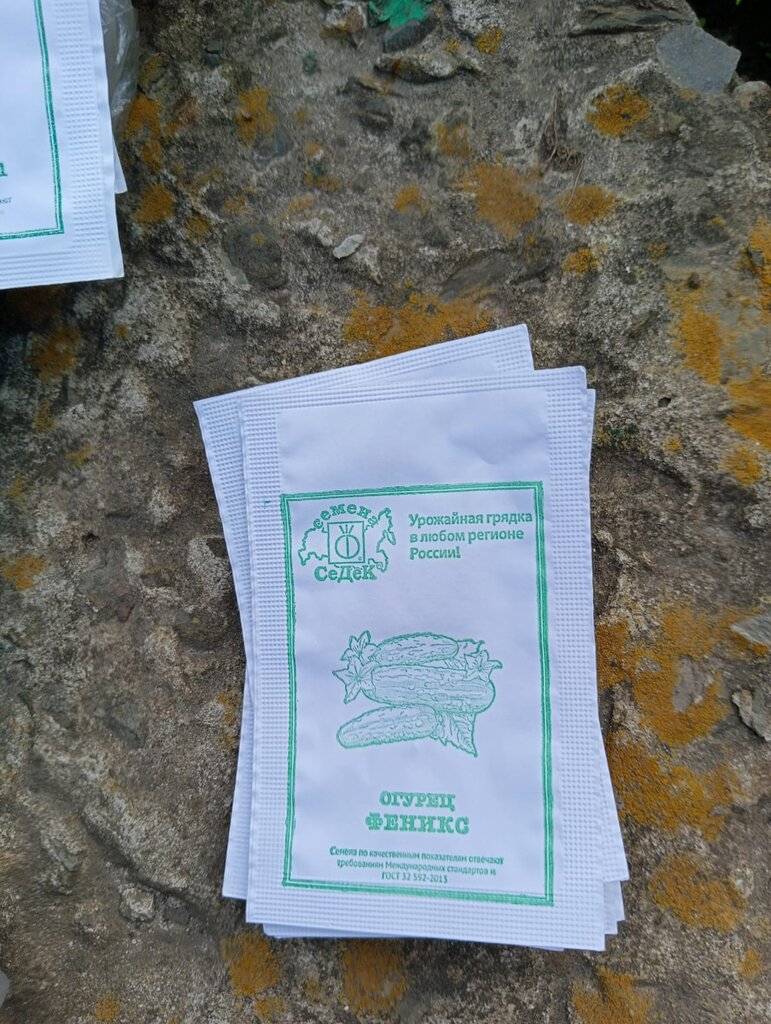 семена
СеДеК
Урожайная грядка
в любом регионе
России!
ОГУРЕЦ
ФЕНИКС
Семена по качественным показателям отвечают
требованиям Международных стандартов и
ГОСТ 32 592-2013